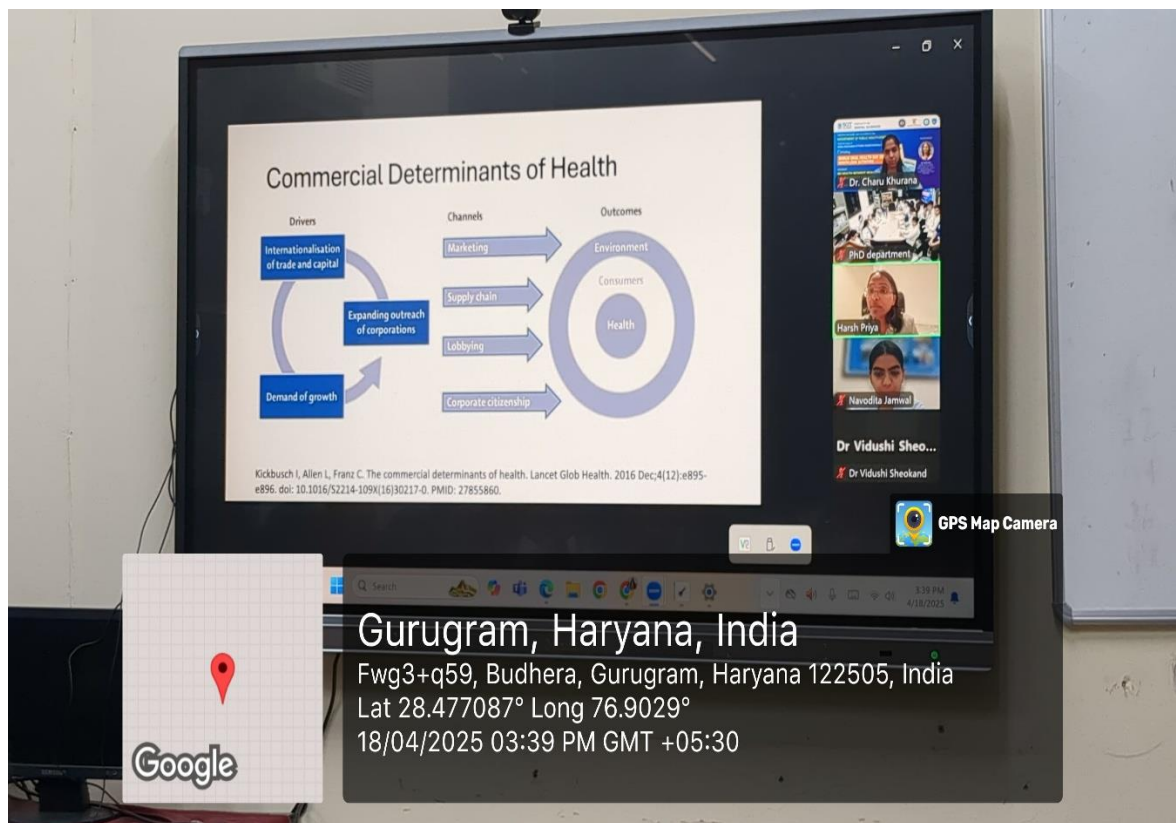 Commercial Determinants of Health
Drivers
Channels
Outcomes
Internationalisation
of trade and capital
Expanding outreach
of corporations
Demand of growth
Marketing
Supply chain
Lobbying
Corporate citizenship
Environment
Consumers
Health
Kickbusch I, Allen L, Franz C. The commercial determinants of health. Lancet Glob Health. 2016 Dec;4(12):e895-
e896. doi: 10.1016/S2214-109X(16)30217-0. PMID: 27855860.
Dr. Charu Khurana
PhD department
Harsh Priya
Navodita Jamwal
Dr Vidushi Sheo...
Dr Vidushi Sheokand
GPS Map Camera
Search
3:39 PM
4/18/2025
Google
Gurugram, Haryana, India
Fwg3+q59, Budhera, Gurugram, Haryana 122505, India
Lat 28.477087° Long 76.9029°
18/04/2025 03:39 PM GMT +05:30